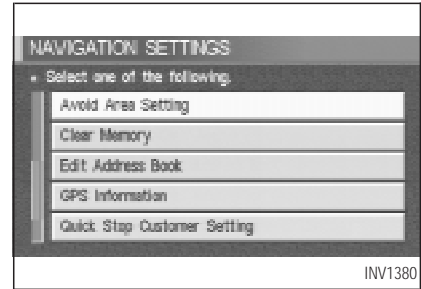 NAVIGATION SETTINGS
Select one of the following.
Avoid Area Setting
Clear Memory
Edit Address Book
GPS Information
Quick Stop Customer Setting
INV1380